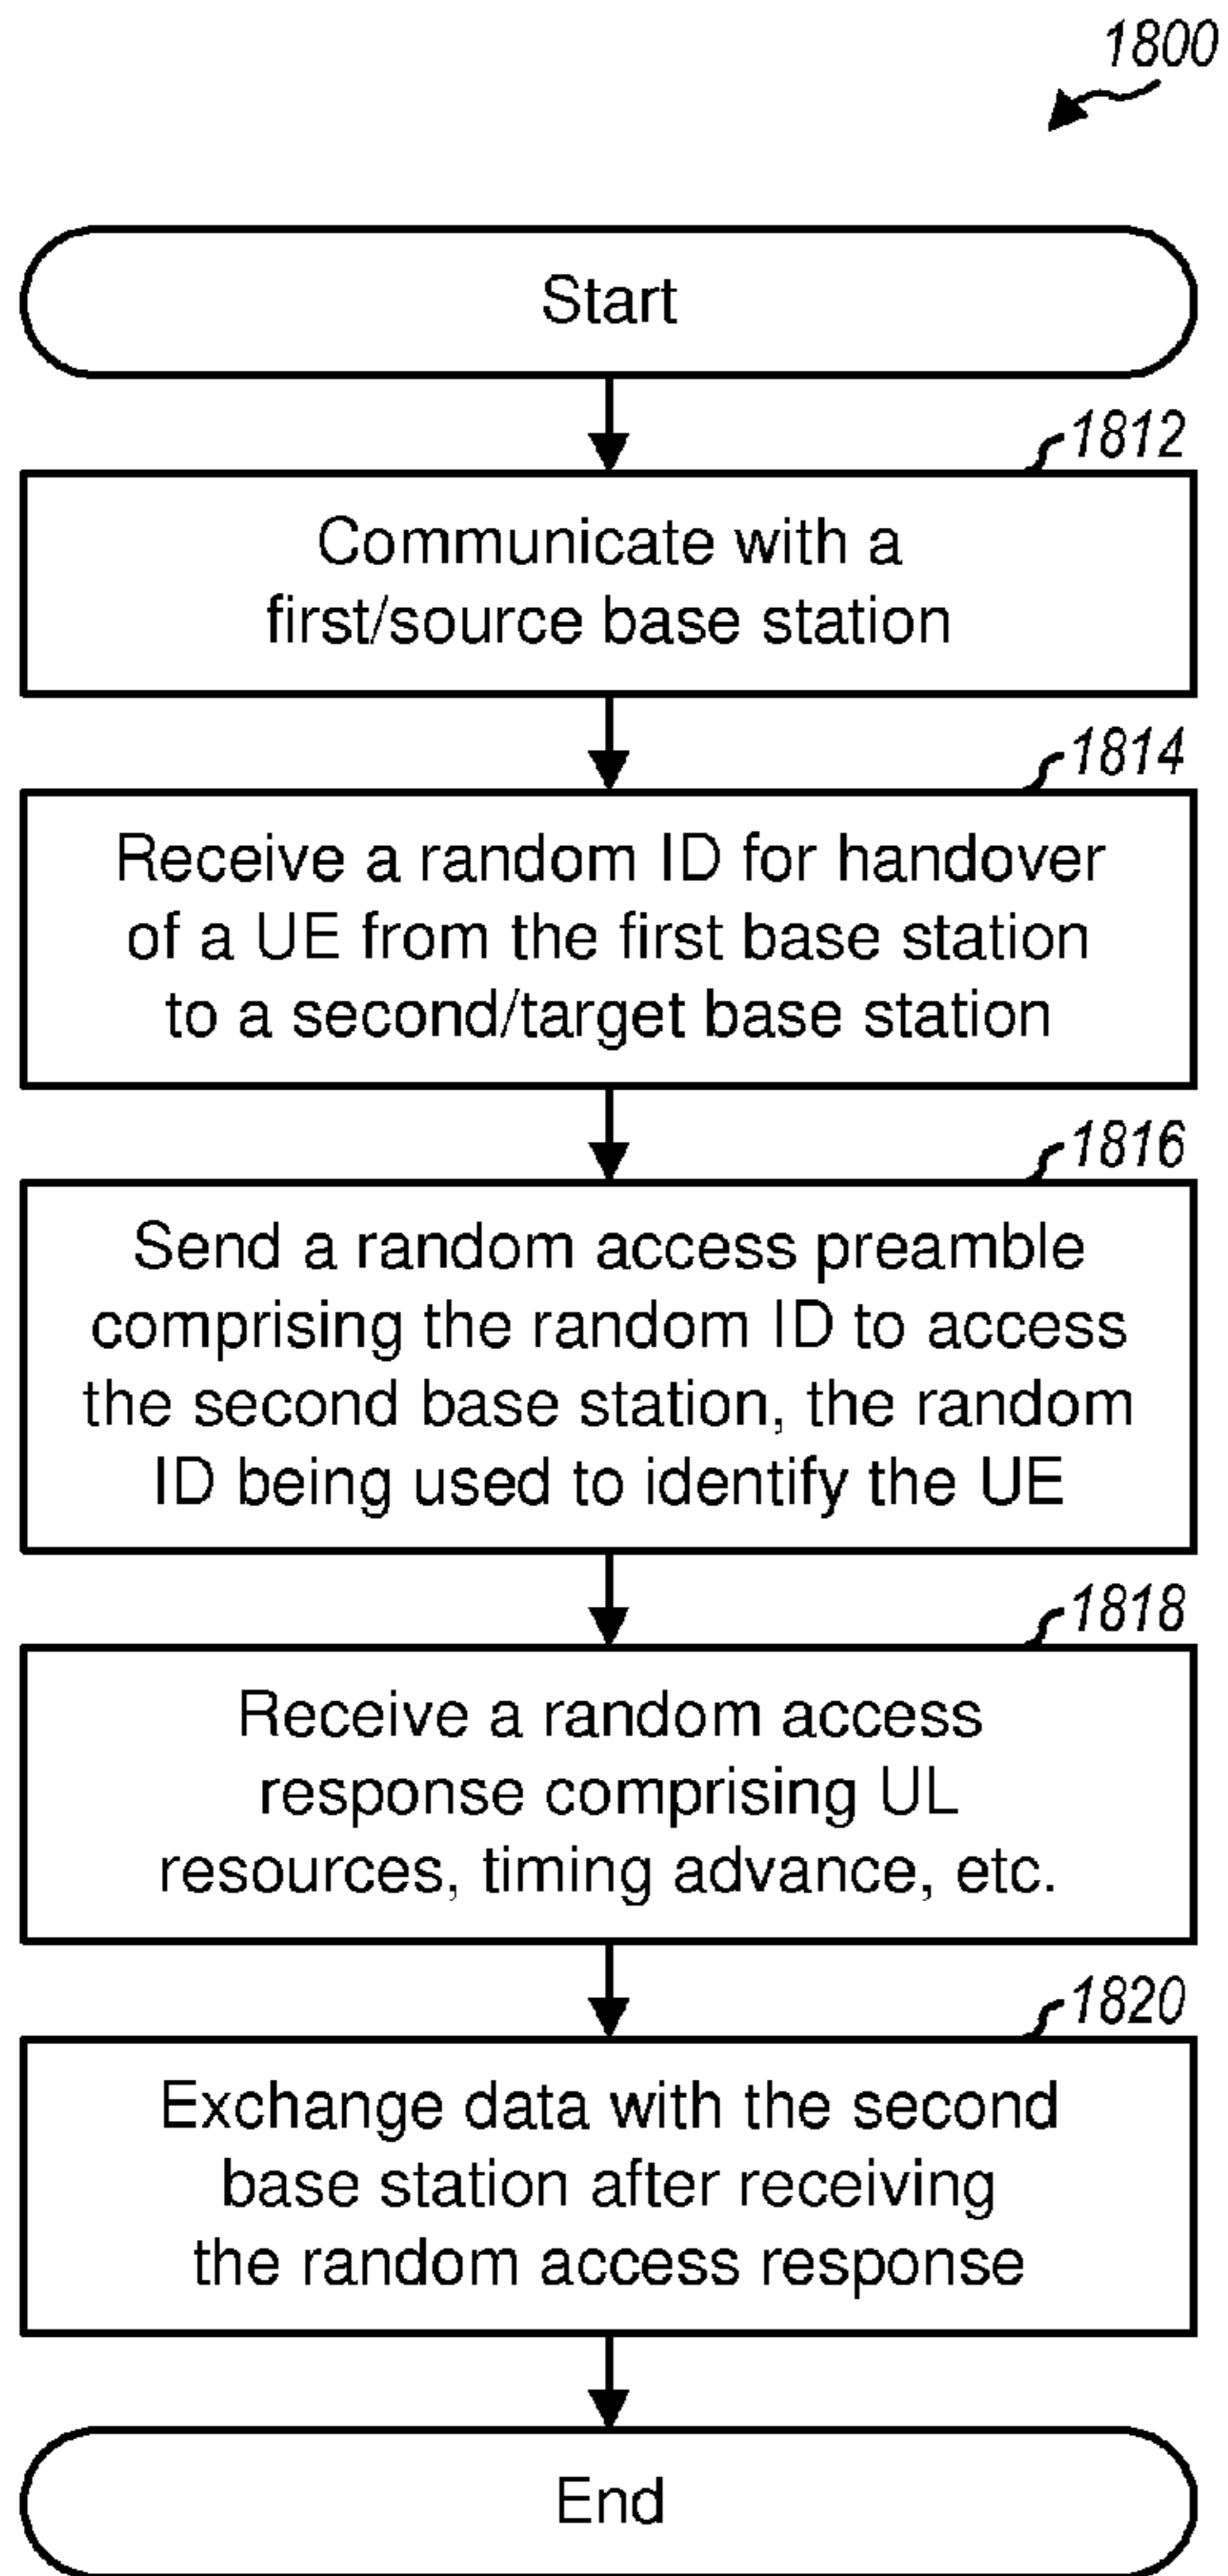 1800
Start
1812
Communicate with a
first/source base station
1814
Receive a random ID for handover
of a UE from the first base station
to a second/target base station
1816
Send a random access preamble
comprising the random ID to access
the second base station, the random
ID being used to identify the UE
1818
Receive a random access
response comprising UL
resources, timing advance, etc.
1820
Exchange data with the second
base station after receiving
the random access response
End